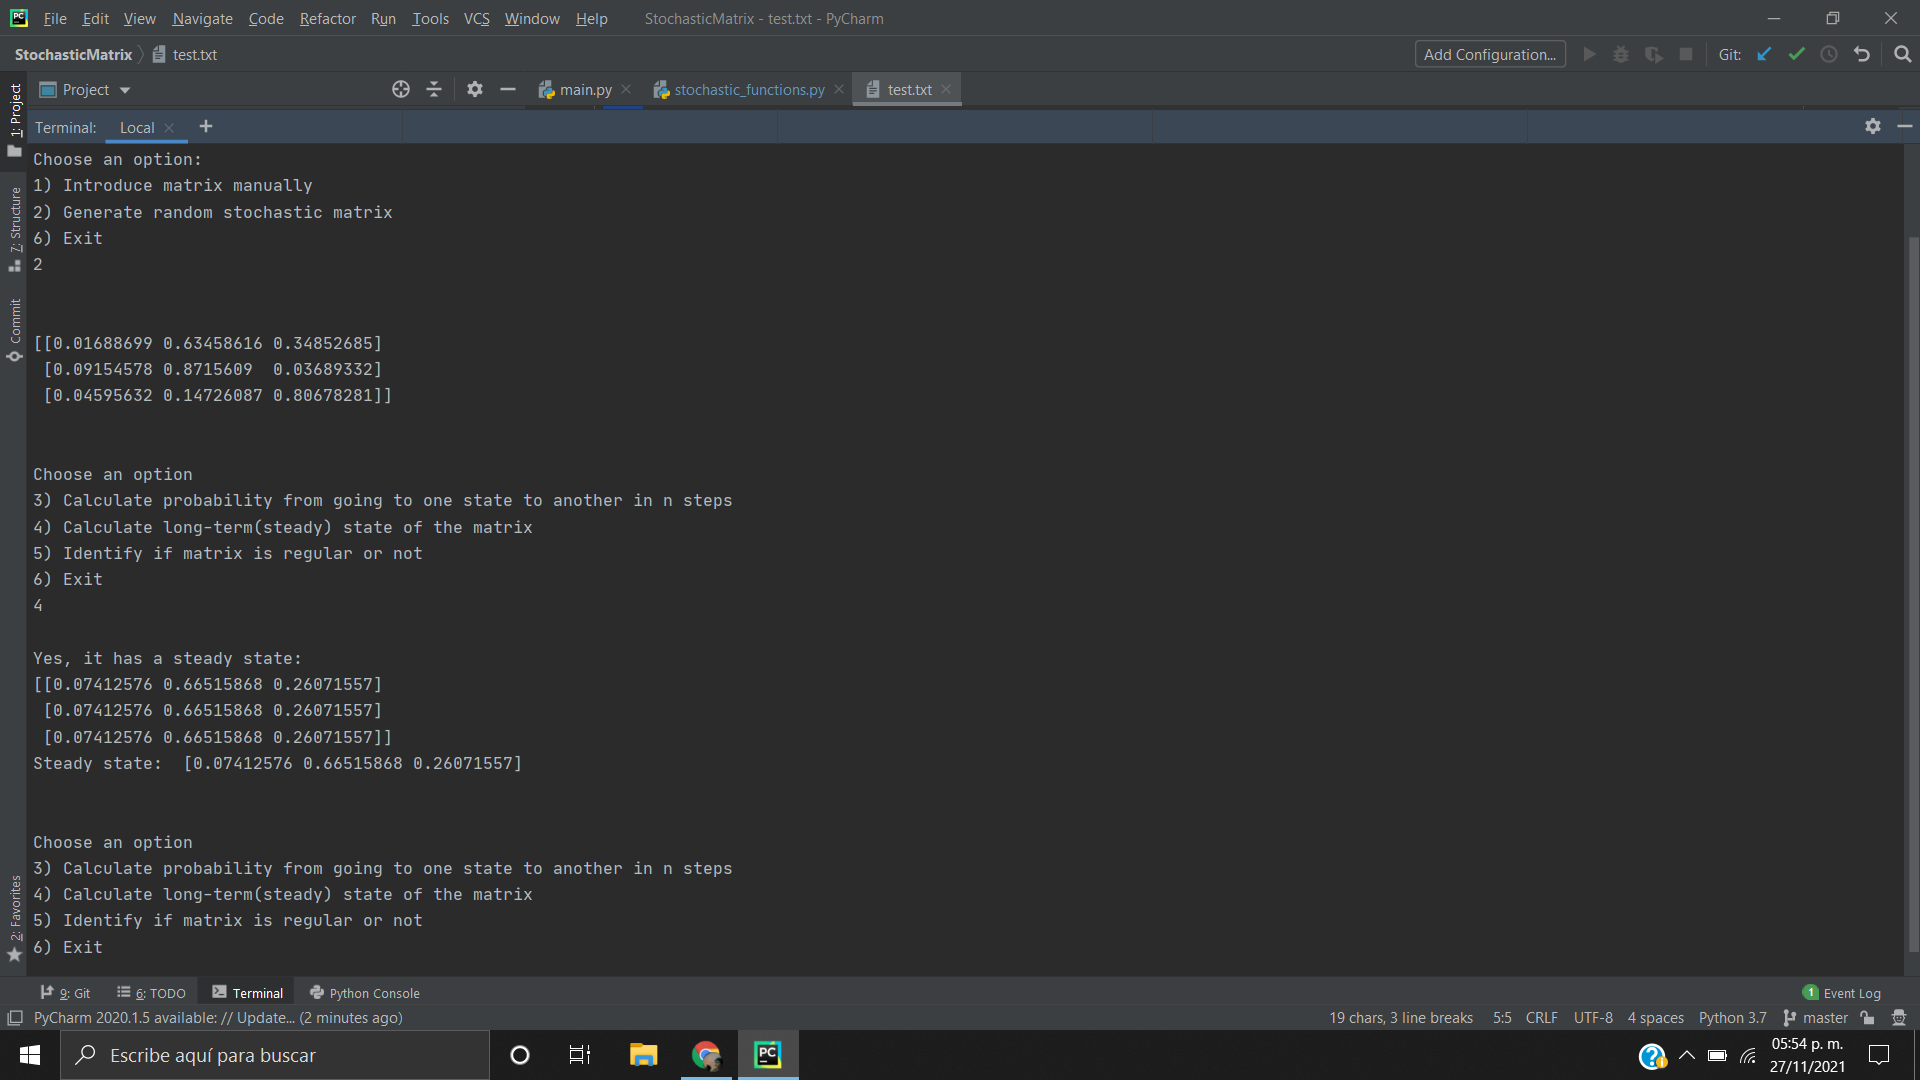 PC File Edit View Navigate Code Refactor Run Tools VCS Window Help StochasticMatrix - test.txt - PyCharm
StochasticMatrix test.txt Add Configuration... Git:
Project main.py stochastic_functions.py test.txt
1: Project
7: Structure
Commit
2: Favorites
Terminal: Local +
Choose an option:
1) Introduce matrix manually
2) Generate random stochastic matrix
6) Exit
2
[[0.01688699 0.63458616 0.34852685]
[0.09154578 0.8715609  0.03689332]
[0.04595632 0.14726087 0.80678281]]
Choose an option
3) Calculate probability from going to one state to another in n steps
4) Calculate long-term(steady) state of the matrix
5) Identify if matrix is regular or not
6) Exit
4
Yes, it has a steady state:
[[0.07412576 0.66515868 0.26071557]
[0.07412576 0.66515868 0.26071557]
[0.07412576 0.66515868 0.26071557]]
Steady state:  [0.07412576 0.66515868 0.26071557]
Choose an option
3) Calculate probability from going to one state to another in n steps
4) Calculate long-term(steady) state of the matrix
5) Identify if matrix is regular or not
6) Exit
9: Git 6: TODO Terminal Python Console 1 Event Log
PyCharm 2020.1.5 available: // Update... (2 minutes ago) 19 chars, 3 line breaks 5:5 CRLF UTF-8 4 spaces Python 3.7 master
Escribe aquí para buscar PC 05:54 p. m.
27/11/2021